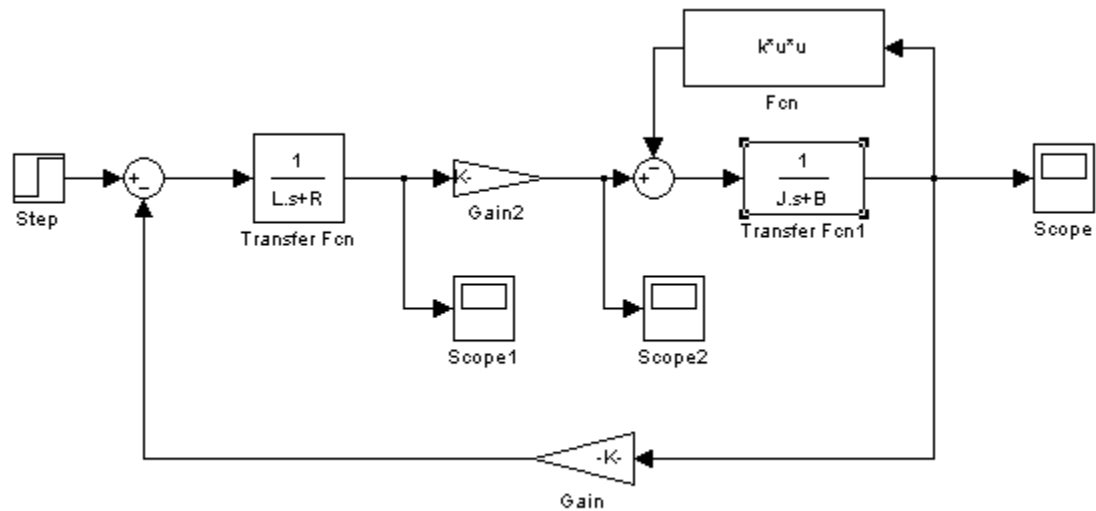 k*u*u
Fcn
+
−
Step
1
L.s+R
Transfer Fcn
K-
Gain2
+
−
1
J.s+B
Transfer Fcn1
Scope
Scope1
Scope2
-K-
Gain